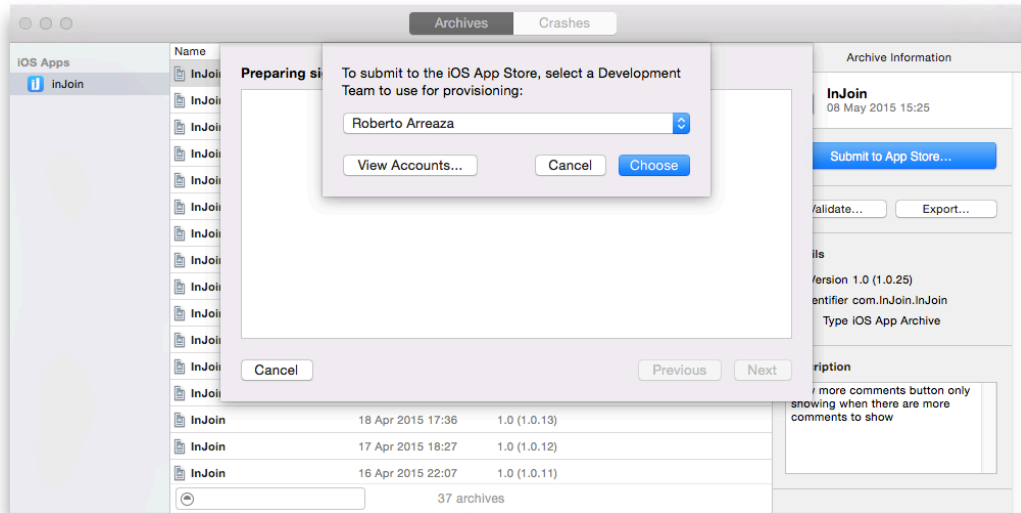 Archives
Crashes
iOS Apps
inJoin
Name
InJoin
InJoin
InJoin
InJoin
InJoin
InJoin
InJoin
InJoin
InJoin
InJoin
InJoin
InJoin
InJoin
InJoin 18 Apr 2015 17:36 1.0 (1.0.13)
InJoin 17 Apr 2015 18:27 1.0 (1.0.12)
InJoin 16 Apr 2015 22:07 1.0 (1.0.11)
37 archives
Preparing si
To submit to the iOS App Store, select a Development
Team to use for provisioning:
Roberto Arreaza
View Accounts...
Cancel
Choose
Cancel
Previous
Next
Archive Information
InJoin
08 May 2015 15:25
Submit to App Store...
Validate...
Export...
ils
Version 1.0 (1.0.25)
entifier com.InJoin.InJoin
Type iOS App Archive
ription
more comments button only
showing when there are more
comments to show